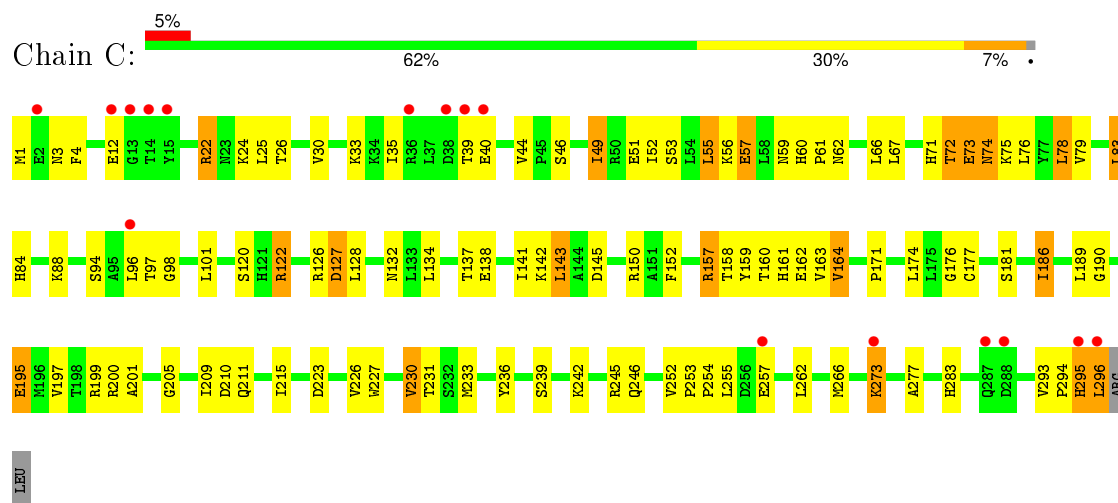 5%
Chain C:
62% 30% 7% •
M1 E2 N3 F4 E12 G13 T14 Y15 R22 N23 K24 L25 T26 V30 K33 K34 I35 R36 L37 D38 T39 E40 V44 P45 S46 I49 R50 E51 I52 S53 L54 L55 K56 E57 L58 N59 H60 P61 N62 L66 L67 H71 T72 E73 N74 K75 L76 Y77 L78 V79 L83
H84 K88 S94 A95 L96 T97 G98 L101 S120 H121 R122 R126 D127 L128 N132 L133 L134 T137 E138 I141 K142 L143 A144 D145 R150 A151 F152 R157 T158 Y159 T160 H161 E162 V163 V164 P171 L174 L175 G176 C177 S181 I186 L189 G190
E195 M196 V197 T198 R199 R200 A201 G205 I209 D210 Q211 I215 D223 V226 W227 V230 T231 S232 M233 Y236 S239 K242 R245 Q246 V252 P253 P254 L255 D256 E257 L262 M266 K273 A277 H283 Q287 D288 V293 P294 H295 L296 ARG
LEU